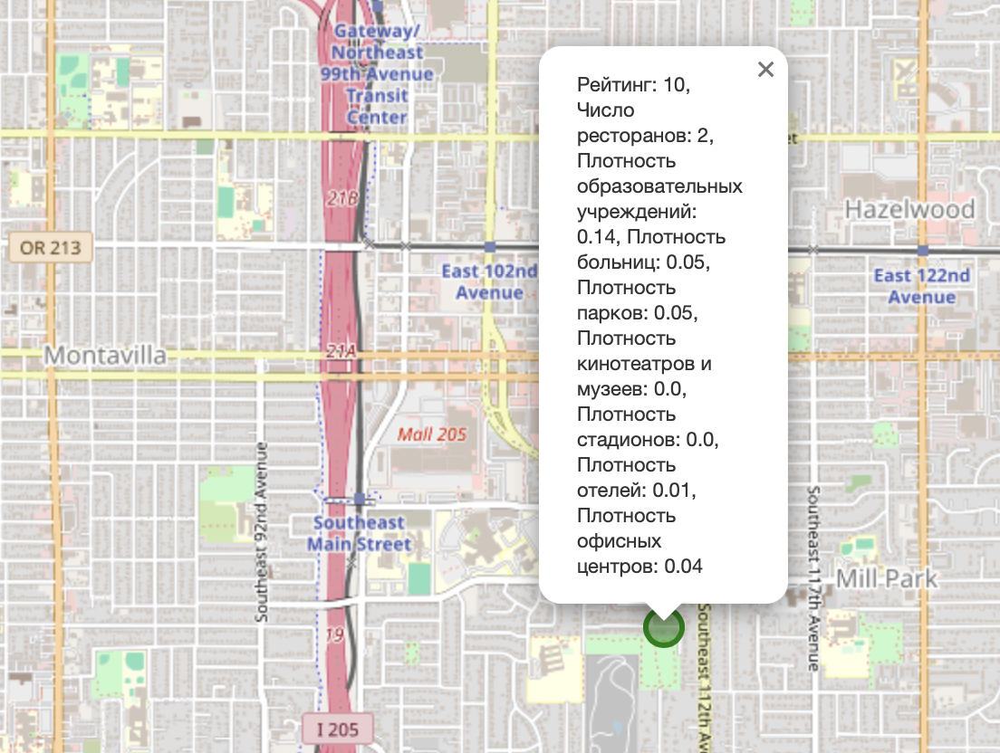 Gateway/
Northeast
99th Avenue
Transit
Center
21B
OR 213
East 102nd
Avenue
Hazelwood
East 122nd
Avenue
Montavilla
21A
Mall 205
Southeast 92nd Avenue
Southeast
Main Street
19
I 205
et
×
Рейтинг: 10,
Число
ресторанов: 2,
Плотность
образовательных
учреждений:
0.14, Плотность
больниц: 0.05,
Плотность
парков: 0.05,
Плотность
кинотеатров и
музеев: 0.0,
Плотность
стадионов: 0.0,
Плотность
отелей: 0.01,
Плотность
офисных
центров: 0.04
Southeast 117th Avenue
Mill Park
Southeast 112th Av